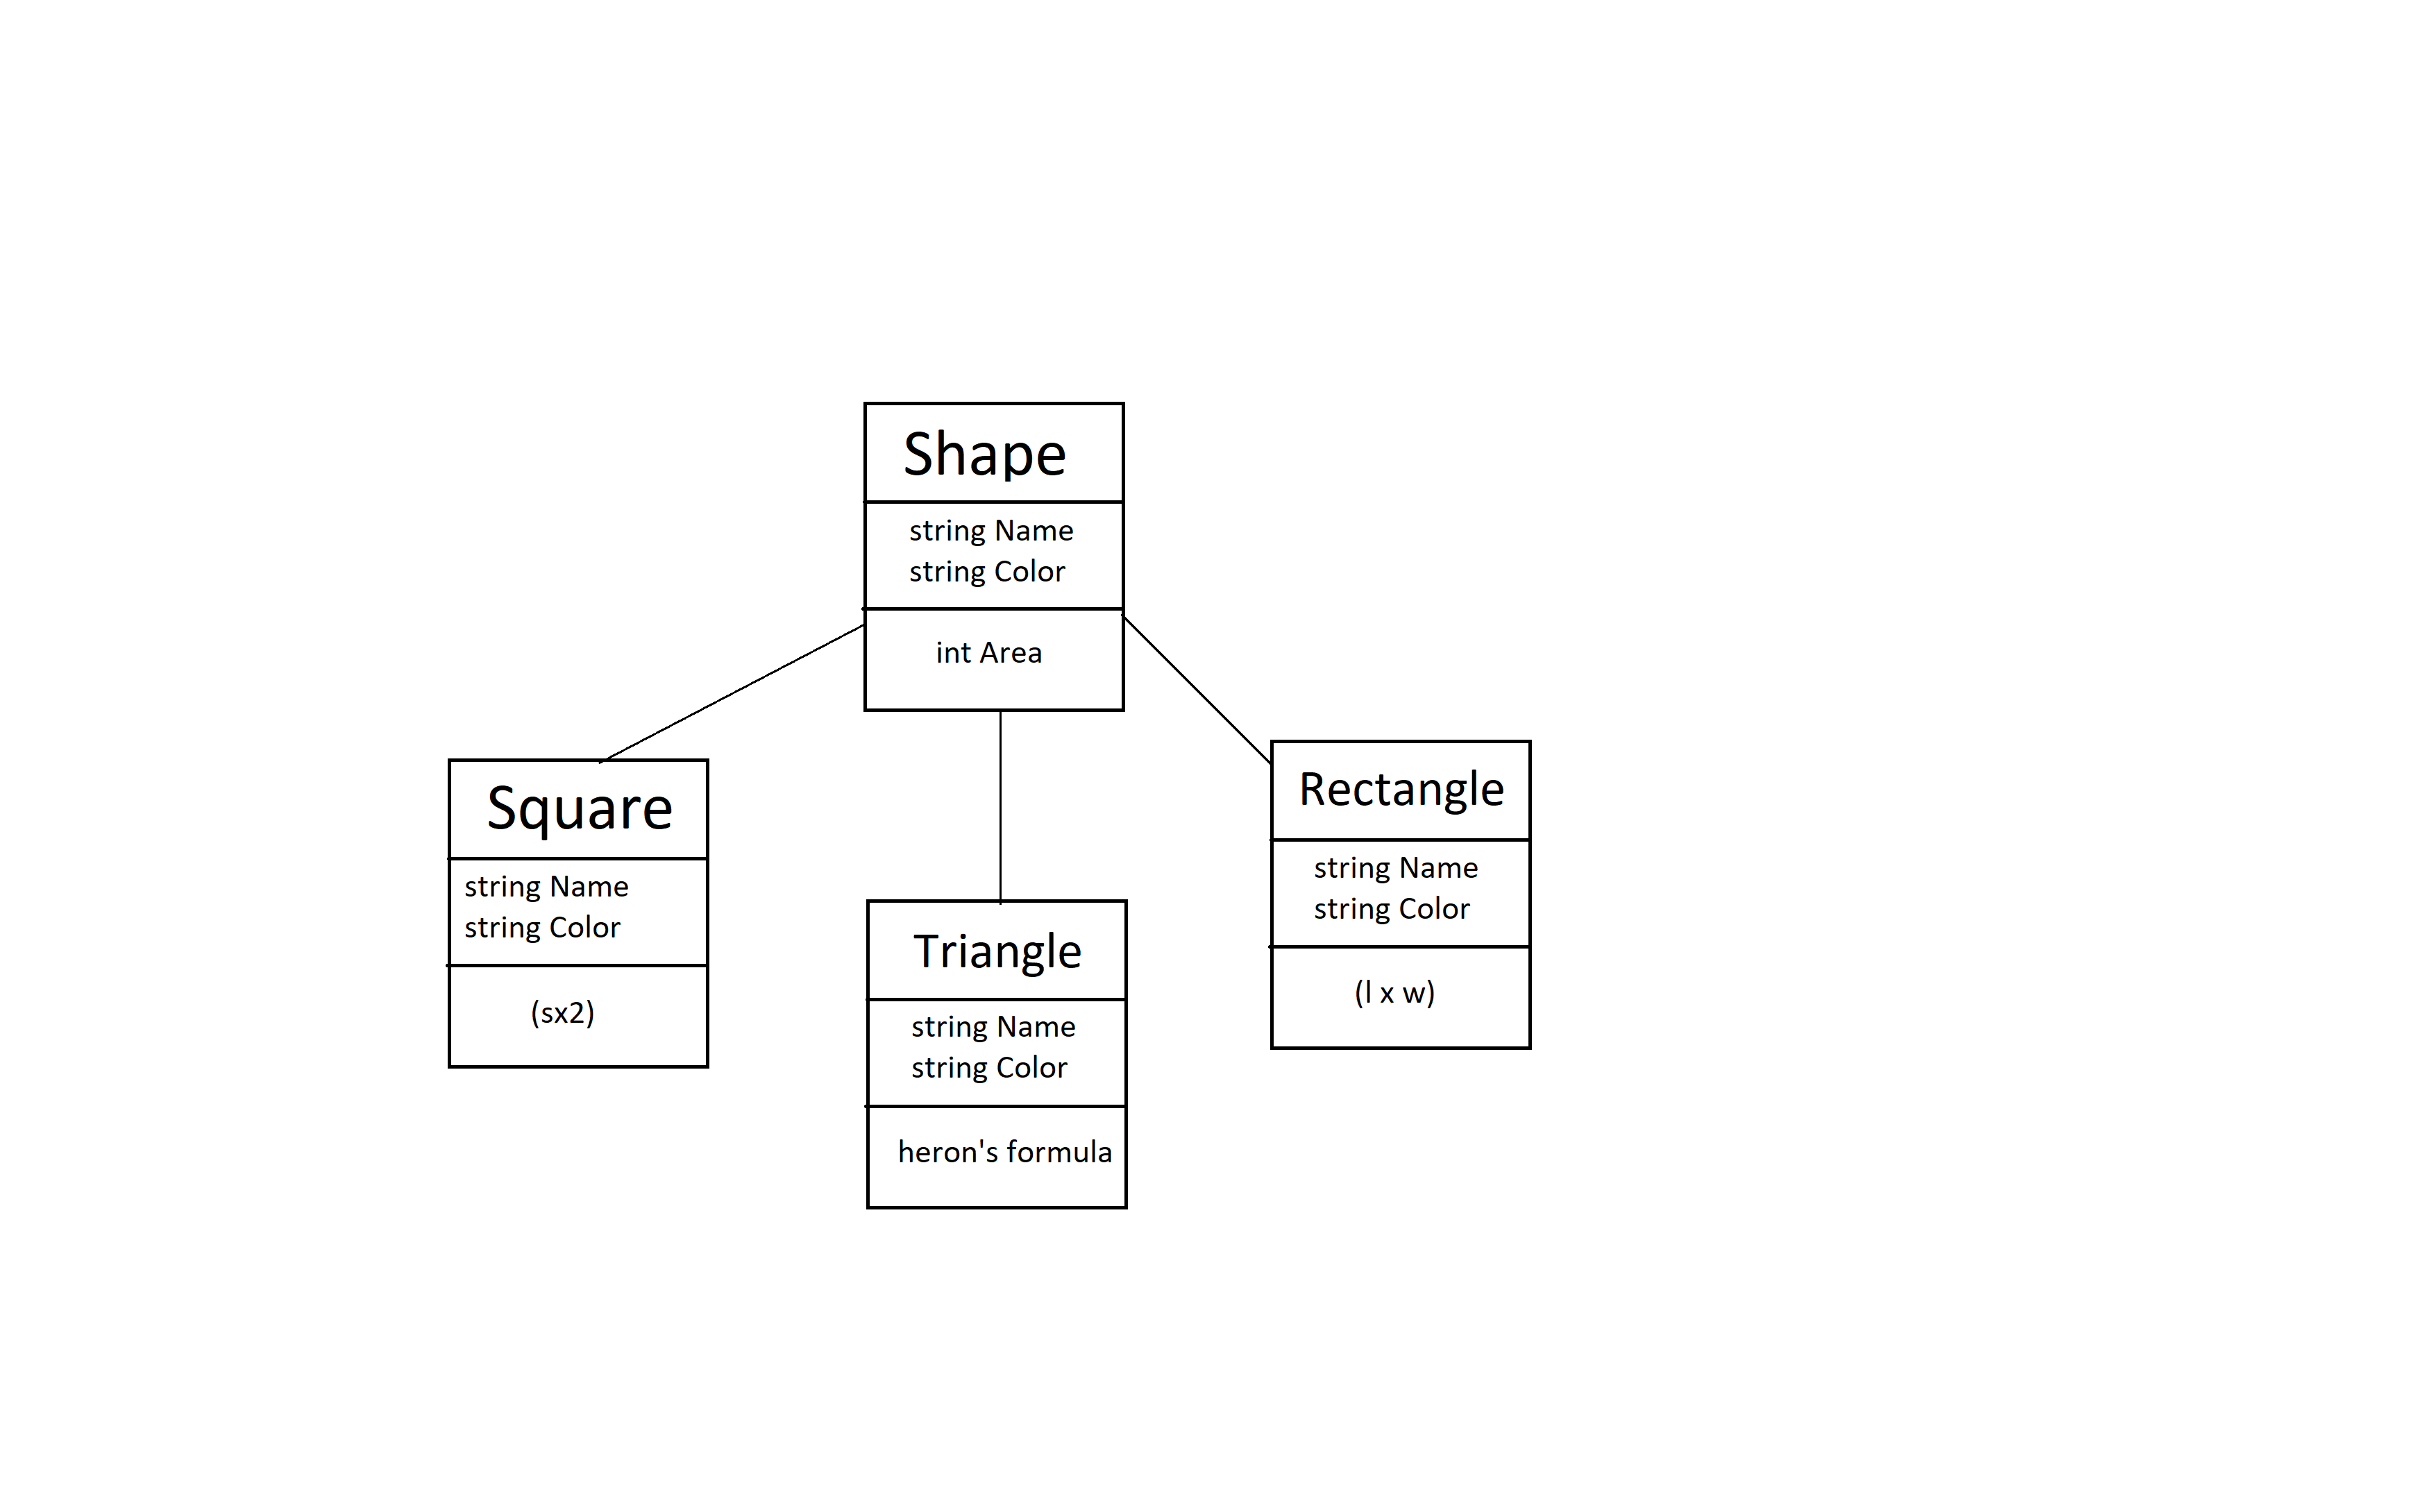 Shape
string Name
string Color
int Area
Square
string Name
string Color
(sx2)
Triangle
string Name
string Color
heron's formula
Rectangle
string Name
string Color
(l x w)